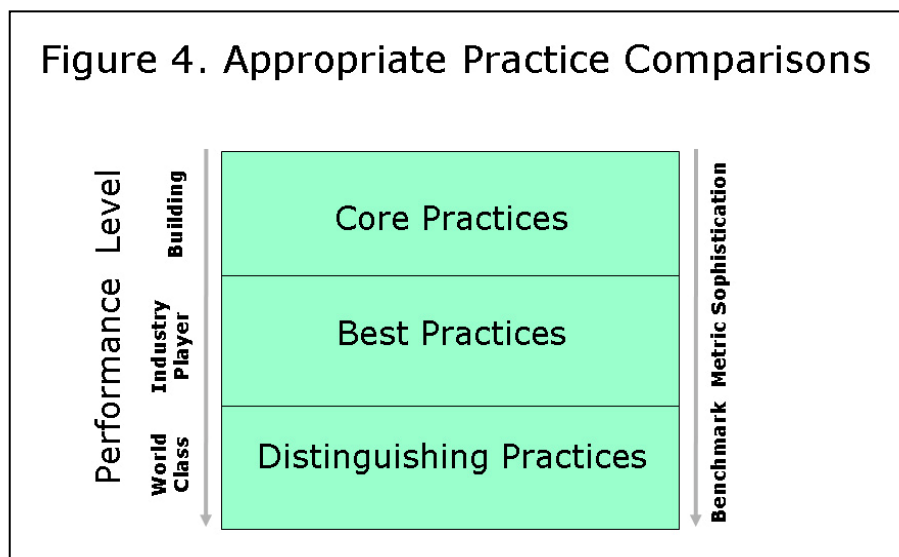 Figure 4. Appropriate Practice Comparisons
Performance Level
Building
Industry
Player
World
Class
Core Practices
Best Practices
Distinguishing Practices
Benchmark Metric Sophistication